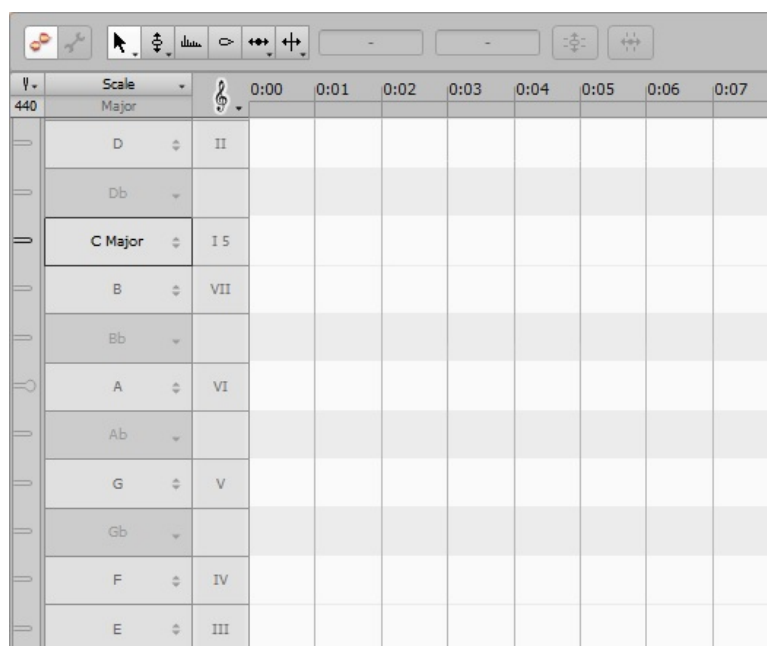 - -
Scale 0:00 0:01 0:02 0:03 0:04 0:05 0:06 0:07
440 Major
D II
Db
C Major I 5
B VII
Bb
A VI
Ab
G V
Gb
F IV
E III